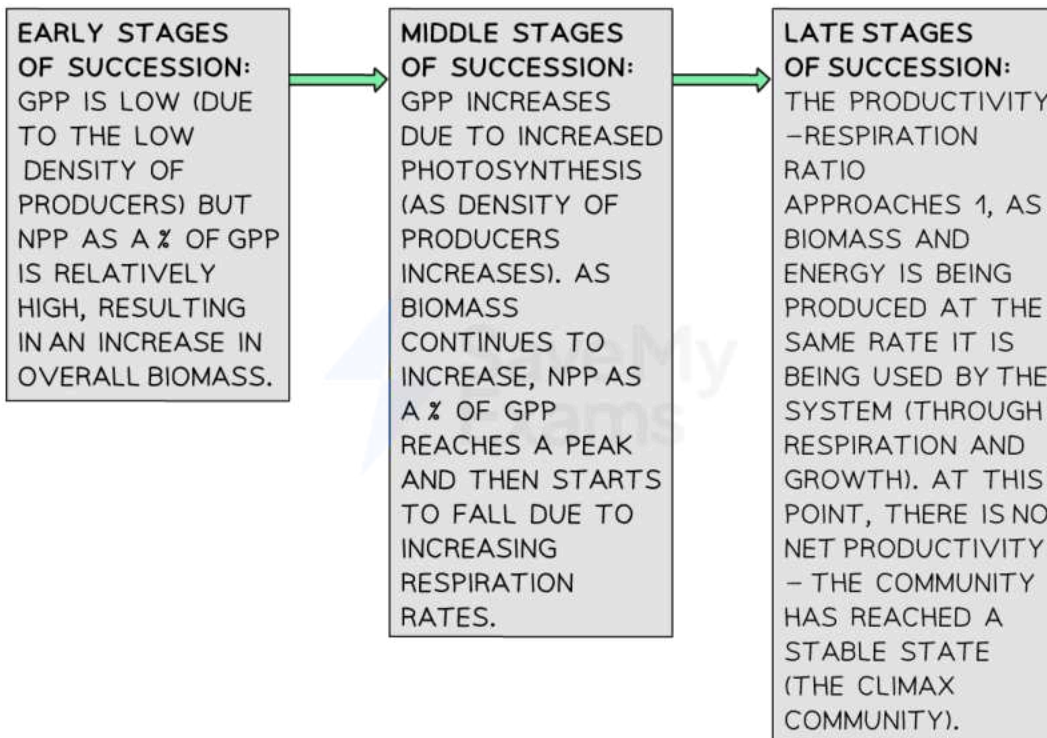 EARLY STAGES
OF SUCCESSION:
GPP IS LOW (DUE
TO THE LOW
DENSITY OF
PRODUCERS) BUT
NPP AS A % OF GPP
IS RELATIVELY
HIGH, RESULTING
IN AN INCREASE IN
OVERALL BIOMASS.
MIDDLE STAGES
OF SUCCESSION:
GPP INCREASES
DUE TO INCREASED
PHOTOSYNTHESIS
(AS DENSITY OF
PRODUCERS
INCREASES). AS
BIOMASS
CONTINUES TO
INCREASE, NPP AS
A % OF GPP
REACHES A PEAK
AND THEN STARTS
TO FALL DUE TO
INCREASING
RESPIRATION
RATES.
LATE STAGES
OF SUCCESSION:
THE PRODUCTIVITY
–RESPIRATION
RATIO
APPROACHES 1, AS
BIOMASS AND
ENERGY IS BEING
PRODUCED AT THE
SAME RATE IT IS
BEING USED BY THE
SYSTEM (THROUGH
RESPIRATION AND
GROWTH). AT THIS
POINT, THERE IS NO
NET PRODUCTIVITY
– THE COMMUNITY
HAS REACHED A
STABLE STATE
(THE CLIMAX
COMMUNITY).
SaveMy
Exams